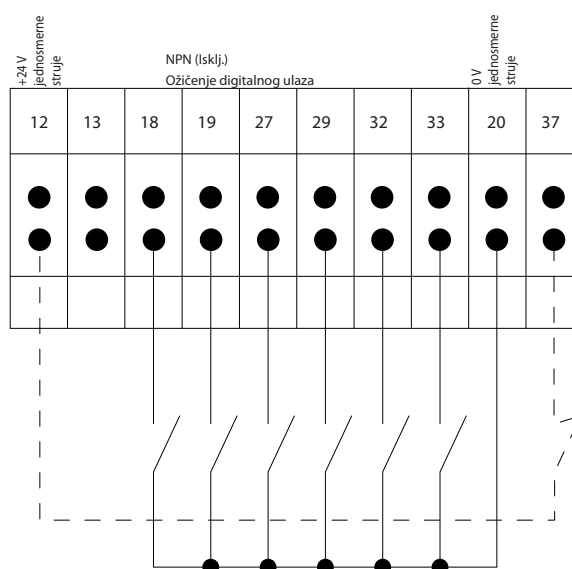 +24 V
jednosmerne
struje
NPN (Isklj.)
Ožičenje digitalnog ulaza
0 V
jednosmerne
struje
12 13 18 19 27 29 32 33 20 37